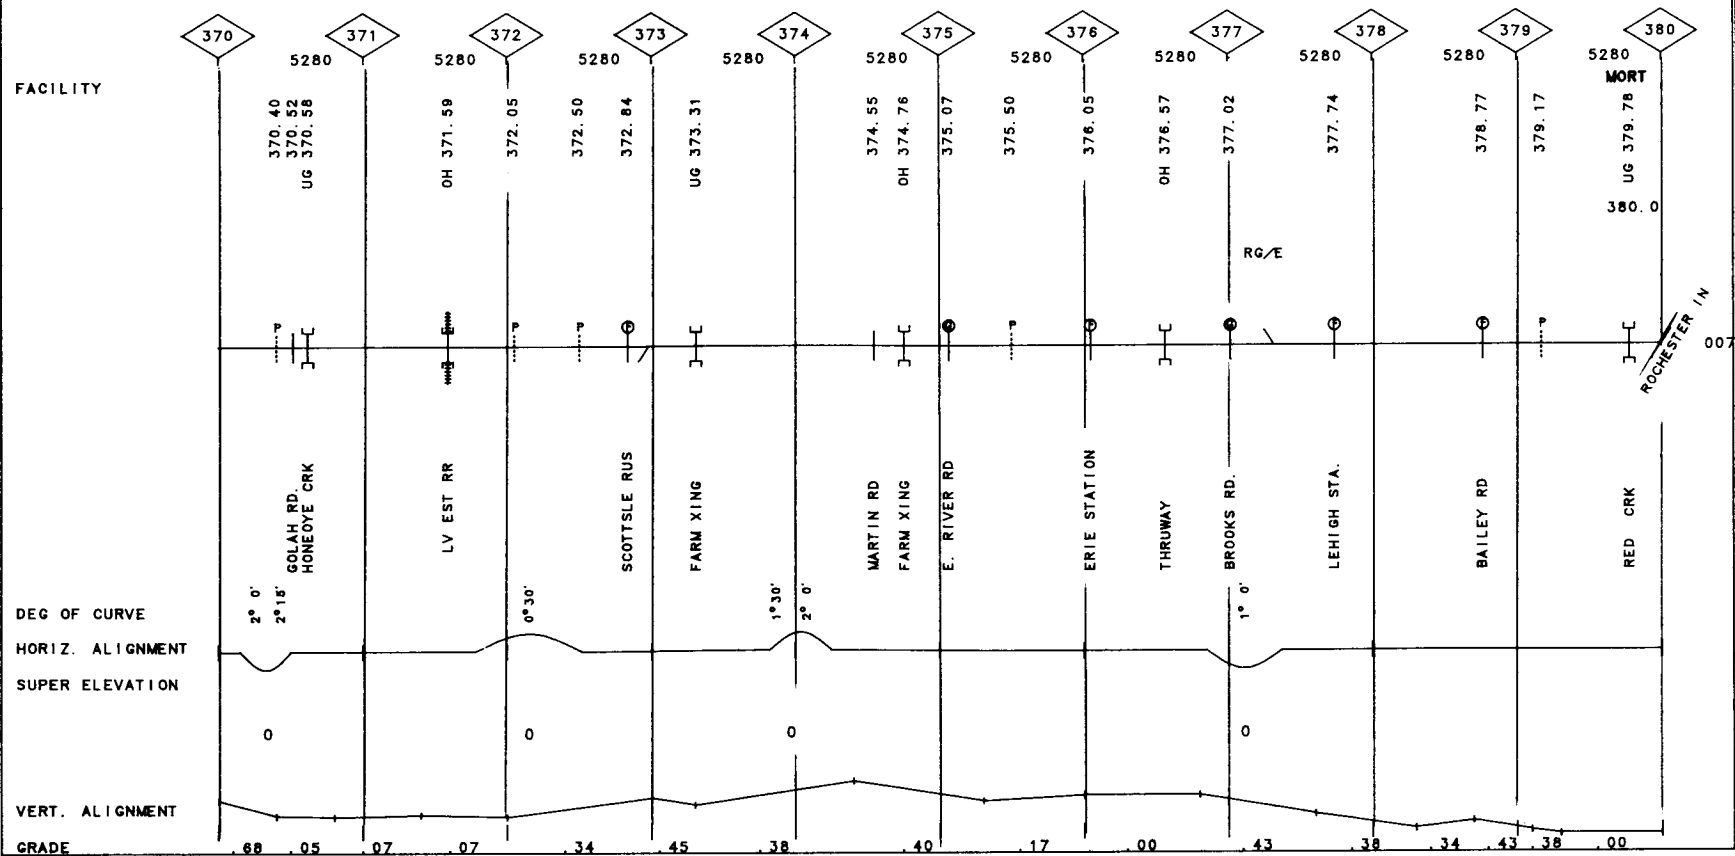 370 371 372 373 374 375 376 377 378 379 380
5280 5280 5280 5280 5280 5280 5280 5280 5280 5280
FACILITY
MORT
370.40
370.52
UG 370.58
OH 371.59
372.05
372.50
372.84
UG 373.31
374.55
OH 374.76
375.07
375.50
376.05
OH 376.57
377.02
377.74
378.77
379.17
UG 379.78
380.0
RG/E
P P P P P P P P P
ROCHESTER IN
007
GOLAH RD.
HONEOYE CRK
LV EST RR
SCOTTSLE RUS
FARM XING
MARTIN RD
FARM XING
E. RIVER RD
ERIE STATION
THRUWAY
BROOKS RD.
LEHIGH STA.
BAILEY RD
RED CRK
DEG OF CURVE
2° 0'
2°15'
0°30'
1°30'
2° 0'
1° 0'
HORIZ. ALIGNMENT
SUPER ELEVATION
0 0 0 0
VERT. ALIGNMENT
GRADE .68 .05 .07 .07 .34 .45 .38 .40 .17 .00 .43 .38 .34 .43 .38 .00